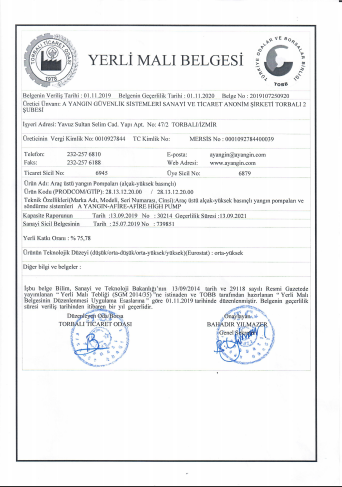 TORBALI TİCARET ODASI
1978
YERLİ MALI BELGESİ
TÜRKİYE ODALAR VE BORSALAR BİRLİĞİ
TOBB
Belgenin Veriliş Tarihi : 01.11.2019 Belgenin Geçerlilik Tarihi : 01.11.2020 Belge No : 2019107250920
Üretici Ünvanı: A YANGIN GÜVENLİK SİSTEMLERİ SANAYİ VE TİCARET ANONİM ŞİRKETİ TORBALI 2
ŞUBESİ
İşyeri Adresi: Yavuz Sultan Selim Cad. Yapı Apt. No: 47/2 TORBALI/İZMİR
Üreticinin Vergi Kimlik No: 0010927844 TC Kimlik No: MERSİS No : 0001092784400039
Telefon: 232-257 6810 E-posta: ayangin@ayangin.com
Faks: 232-257 6188 Web Adresi: www.ayangin.com
Ticaret Sicil No: 6945 Üye Sicil No: 6879
Ürün Adı: Araç üstü yangın Pompaları (alçak-yüksek basınçlı)
Ürün Kodu (PRODCOM/GTİP): 28.13.12.20.00 / 28.13.12.20.00
Teknik Özellikleri(Marka Adı, Modeli, Seri Numarası, Cinsi):Araç üstü alçak-yüksek basınçlı yangın pompaları ve
söndürme sistemleri A YANGIN-AFIRE-AFİRE HİGH PUMP
Kapasite Raporunun Tarih :13.09.2019 No : 30214 Geçerlilik Süresi :13.09.2021
Sanayi Sicil Belgesinin Tarih : 25.07.2019 No : 739851
Yerli Katkı Oranı : % 75,78
Ürünün Teknolojik Düzeyi (düşük/orta-düşük/orta-yüksek/yüksek)(Eurostat) : orta-yüksek
Diğer bilgi ve belgeler :
İşbu belge Bilim, Sanayi ve Teknoloji Bakanlığı'nın 13/09/2014 tarih ve 29118 sayılı Resmi Gazetede
yayımlanan " Yerli Malı Tebliği (SGM 2014/35) "ne istinaden ve TOBB tarafından hazırlanan " Yerli Malı
Belgesinin Düzenlenmesi Uygulama Esaslarına " göre 01.11.2019 tarihinde düzenlenmiştir. Belgenin geçerlilik
süresi veriliş tarihinden itibaren bir yıl geçerlidir.
Düzenleyen Oda/Borsa Onaylayan
TORBALI TİCARET ODASI BAHADIR YILMAZER
Genel Sekreter